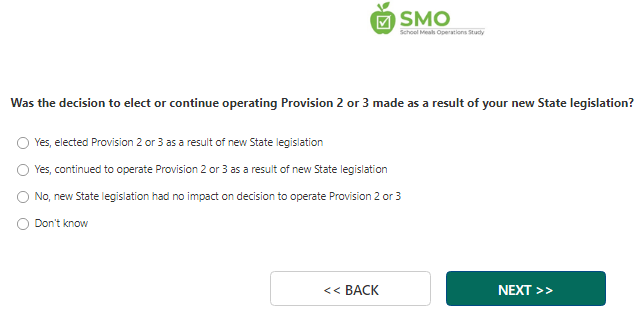 SMO
School Meals Operations Study
Was the decision to elect or continue operating Provision 2 or 3 made as a result of your new State legislation?
Yes, elected Provision 2 or 3 as a result of new State legislation
Yes, continued to operate Provision 2 or 3 as a result of new State legislation
No, new State legislation had no impact on decision to operate Provision 2 or 3
Don't know
<< BACK
NEXT >>